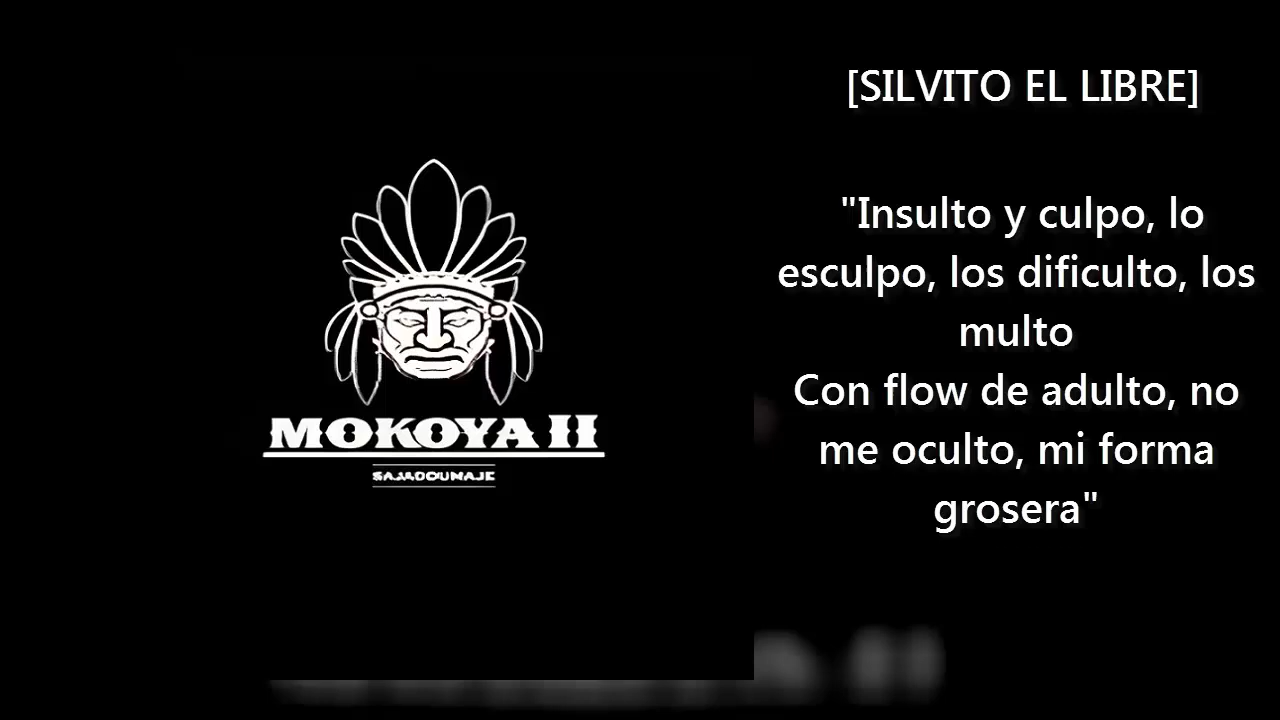 MOKOYA II
[SILVITO EL LIBRE]
"Insulto y culpo, lo
esculpo, los dificulto, los
multo
Con flow de adulto, no
me oculto, mi forma
grosera"